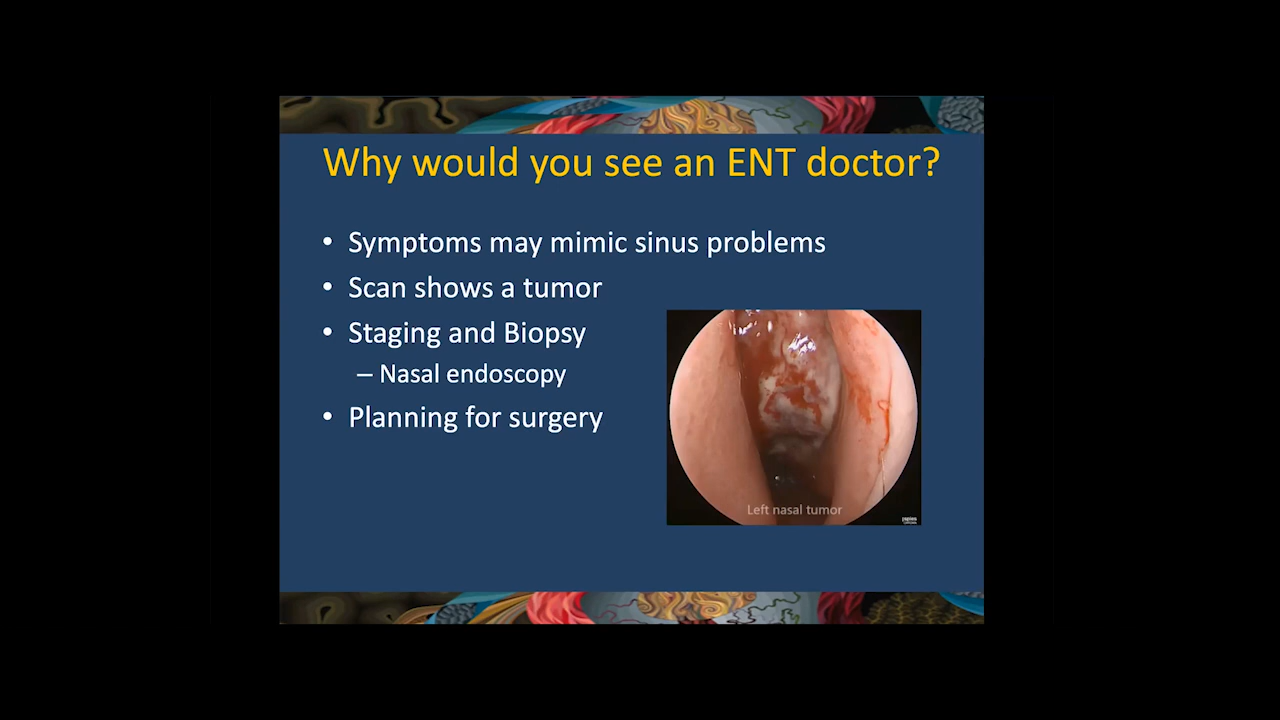 Why would you see an ENT doctor?
• Symptoms may mimic sinus problems
• Scan shows a tumor
• Staging and Biopsy
– Nasal endoscopy
• Planning for surgery
Left nasal tumor